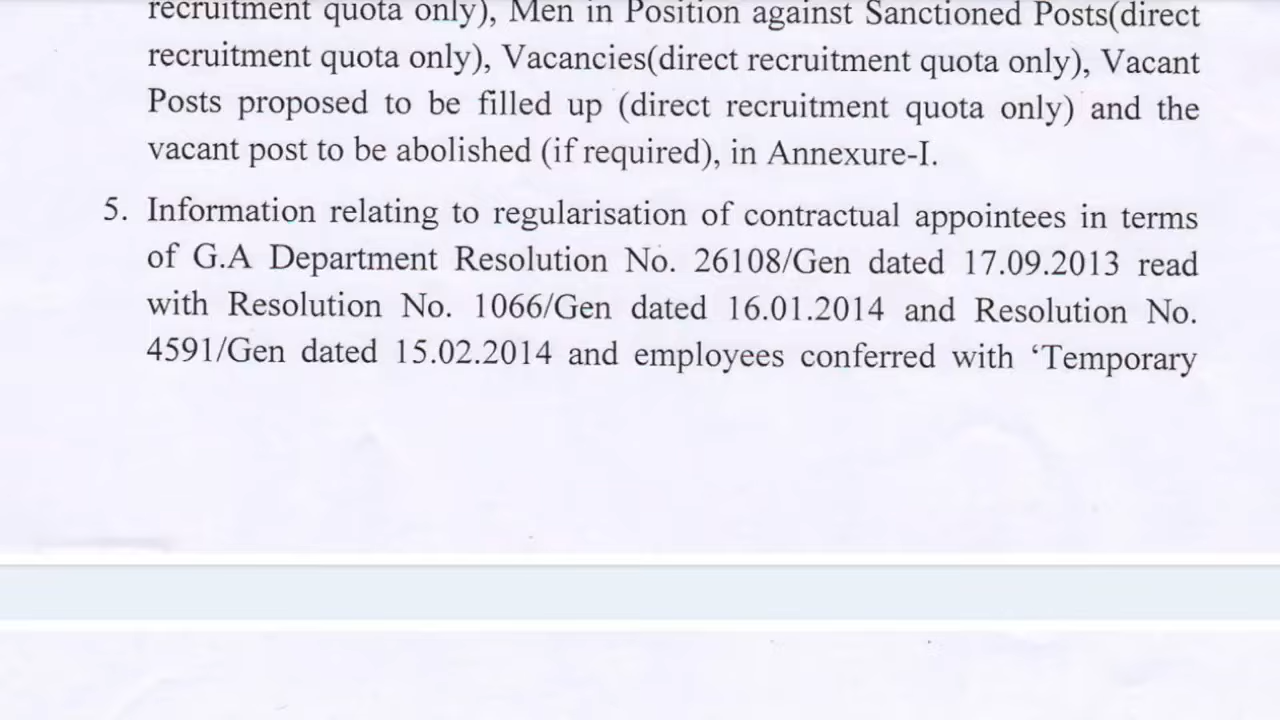 recruitment quota only), Men in Position against Sanctioned Posts(direct
recruitment quota only), Vacancies(direct recruitment quota only), Vacant
Posts proposed to be filled up (direct recruitment quota only) and the
vacant post to be abolished (if required), in Annexure-I.
5. Information relating to regularisation of contractual appointees in terms
of G.A Department Resolution No. 26108/Gen dated 17.09.2013 read
with Resolution No. 1066/Gen dated 16.01.2014 and Resolution No.
4591/Gen dated 15.02.2014 and employees conferred with ‘Temporary